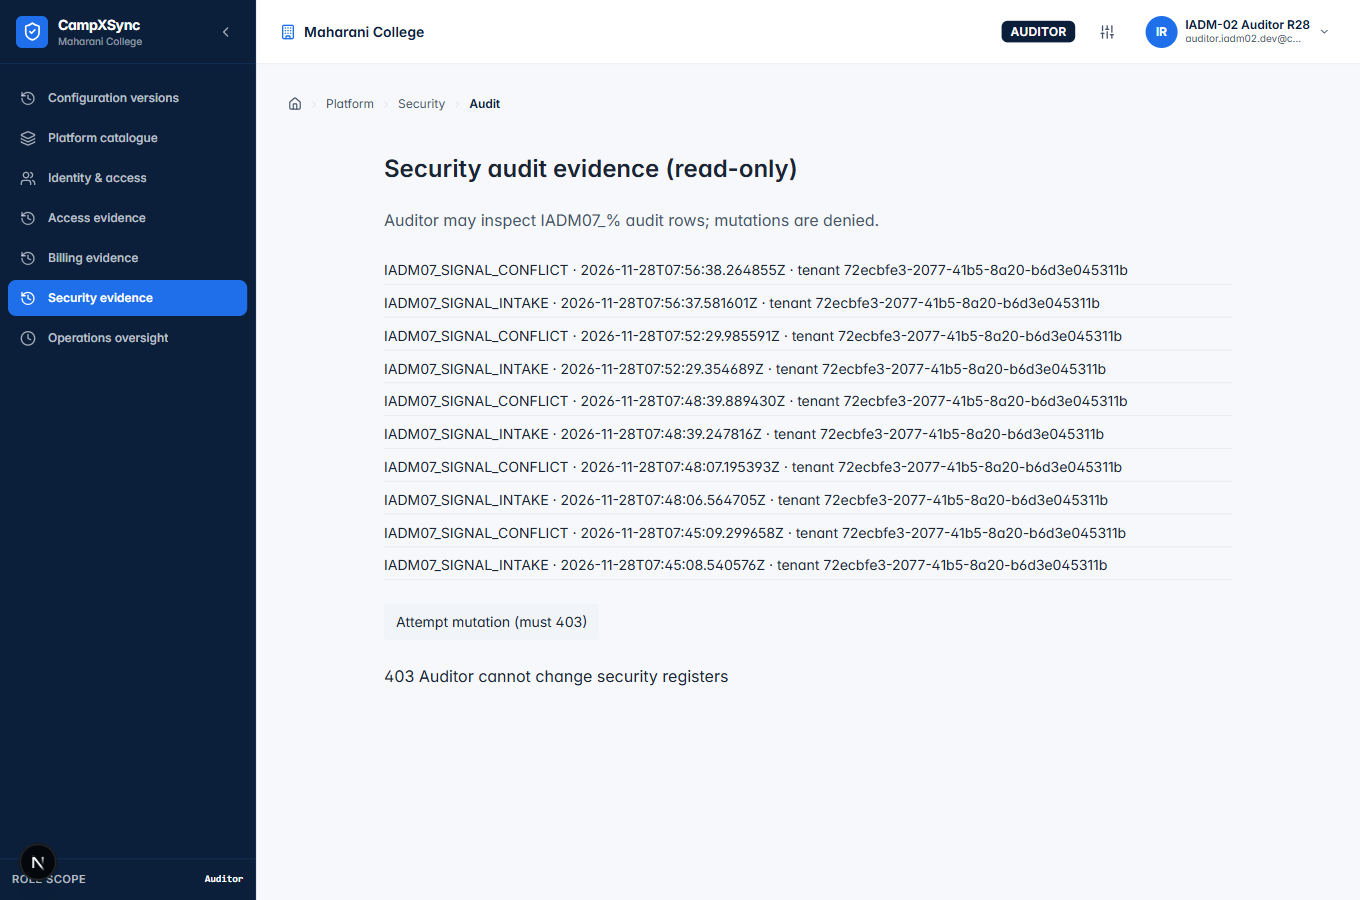 CampXSync
Maharani College
Configuration versions
Platform catalogue
Identity & access
Access evidence
Billing evidence
Security evidence
Operations oversight
N
SCOPE
Auditor
Maharani College
AUDITOR
IR
IADM-02 Auditor R28
auditor.iadm02.dev@c...
Platform
Security
Audit
Security audit evidence (read-only)
Auditor may inspect IADM07_% audit rows; mutations are denied.
IADM07_SIGNAL_CONFLICT · 2026-11-28T07:56:38.264855Z · tenant 72ecbfe3-2077-41b5-8a20-b6d3e045311b
IADM07_SIGNAL_INTAKE · 2026-11-28T07:56:37.581601Z · tenant 72ecbfe3-2077-41b5-8a20-b6d3e045311b
IADM07_SIGNAL_CONFLICT · 2026-11-28T07:52:29.985591Z · tenant 72ecbfe3-2077-41b5-8a20-b6d3e045311b
IADM07_SIGNAL_INTAKE · 2026-11-28T07:52:29.354689Z · tenant 72ecbfe3-2077-41b5-8a20-b6d3e045311b
IADM07_SIGNAL_CONFLICT · 2026-11-28T07:48:39.889430Z · tenant 72ecbfe3-2077-41b5-8a20-b6d3e045311b
IADM07_SIGNAL_INTAKE · 2026-11-28T07:48:39.247816Z · tenant 72ecbfe3-2077-41b5-8a20-b6d3e045311b
IADM07_SIGNAL_CONFLICT · 2026-11-28T07:48:07.195393Z · tenant 72ecbfe3-2077-41b5-8a20-b6d3e045311b
IADM07_SIGNAL_INTAKE · 2026-11-28T07:48:06.564705Z · tenant 72ecbfe3-2077-41b5-8a20-b6d3e045311b
IADM07_SIGNAL_CONFLICT · 2026-11-28T07:45:09.299658Z · tenant 72ecbfe3-2077-41b5-8a20-b6d3e045311b
IADM07_SIGNAL_INTAKE · 2026-11-28T07:45:08.540576Z · tenant 72ecbfe3-2077-41b5-8a20-b6d3e045311b
Attempt mutation (must 403)
403 Auditor cannot change security registers